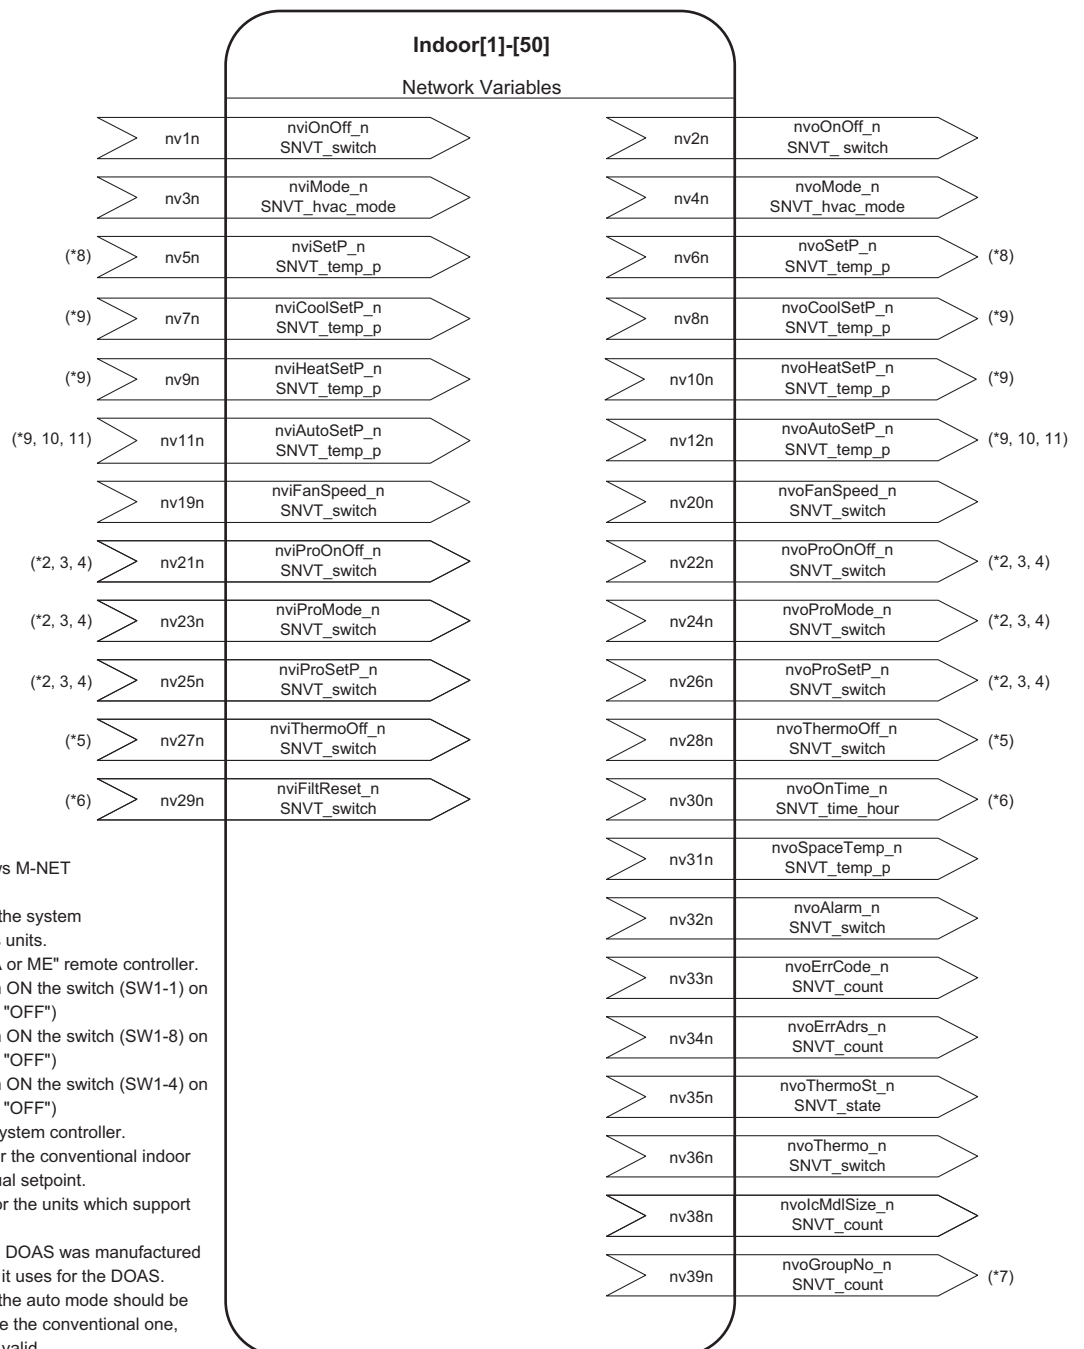 Indoor[1]-[50]
Network Variables
nv1n nviOnOff_n SNVT_switch
nv2n nvoOnOff_n SNVT_ switch
nv3n nviMode_n SNVT_hvac_mode
nv4n nvoMode_n SNVT_hvac_mode
(*8) nv5n nviSetP_n SNVT_temp_p
nv6n nvoSetP_n SNVT_temp_p (*8)
(*9) nv7n nviCoolSetP_n SNVT_temp_p
nv8n nvoCoolSetP_n SNVT_temp_p (*9)
(*9) nv9n nviHeatSetP_n SNVT_temp_p
nv10n nvoHeatSetP_n SNVT_temp_p (*9)
(*9, 10, 11) nv11n nviAutoSetP_n SNVT_temp_p
nv12n nvoAutoSetP_n SNVT_temp_p (*9, 10, 11)
nv19n nviFanSpeed_n SNVT_switch
nv20n nvoFanSpeed_n SNVT_switch
(*2, 3, 4) nv21n nviProOnOff_n SNVT_switch
nv22n nvoProOnOff_n SNVT_switch (*2, 3, 4)
(*2, 3, 4) nv23n nviProMode_n SNVT_switch
nv24n nvoProMode_n SNVT_switch (*2, 3, 4)
(*2, 3, 4) nv25n nviProSetP_n SNVT_switch
nv26n nvoProSetP_n SNVT_switch (*2, 3, 4)
(*5) nv27n nviThermoOff_n SNVT_switch
nv28n nvoThermoOff_n SNVT_switch (*5)
(*6) nv29n nviFiltReset_n SNVT_switch
nv30n nvoOnTime_n SNVT_time_hour (*6)
nv31n nvoSpaceTemp_n SNVT_temp_p
nv32n nvoAlarm_n SNVT_switch
nv33n nvoErrCode_n SNVT_count
nv34n nvoErrAdrs_n SNVT_count
nv35n nvoThermoSt_n SNVT_state
nv36n nvoThermo_n SNVT_switch
nv38n nvoIcMdlSize_n SNVT_count
nv39n nvoGroupNo_n SNVT_count (*7)
M-NET
the system
units.
or ME" remote controller.
ON the switch (SW1-1) on
"OFF")
ON the switch (SW1-8) on
"OFF")
ON the switch (SW1-4) on
"OFF")
system controller.
the conventional indoor
setpoint.
the units which support
DOAS was manufactured
it uses for the DOAS.
the auto mode should be
the conventional one,
valid